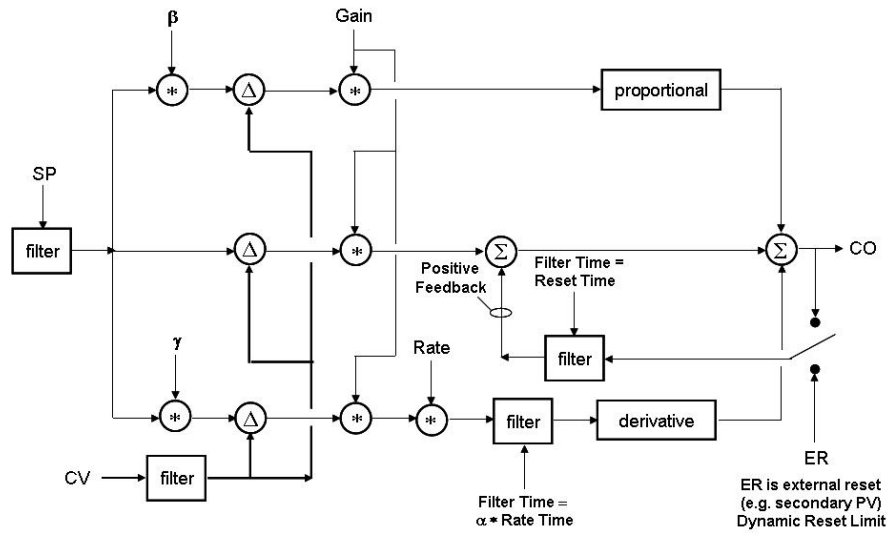 β
Gain
*
Δ
*
proportional
SP
filter
Δ
*
Σ
Σ
CO
Positive
Feedback
Filter Time =
Reset Time
γ
Rate
filter
*
Δ
*
*
filter
derivative
CV
filter
ER
Filter Time =
α * Rate Time
ER is external reset
(e.g. secondary PV)
Dynamic Reset Limit